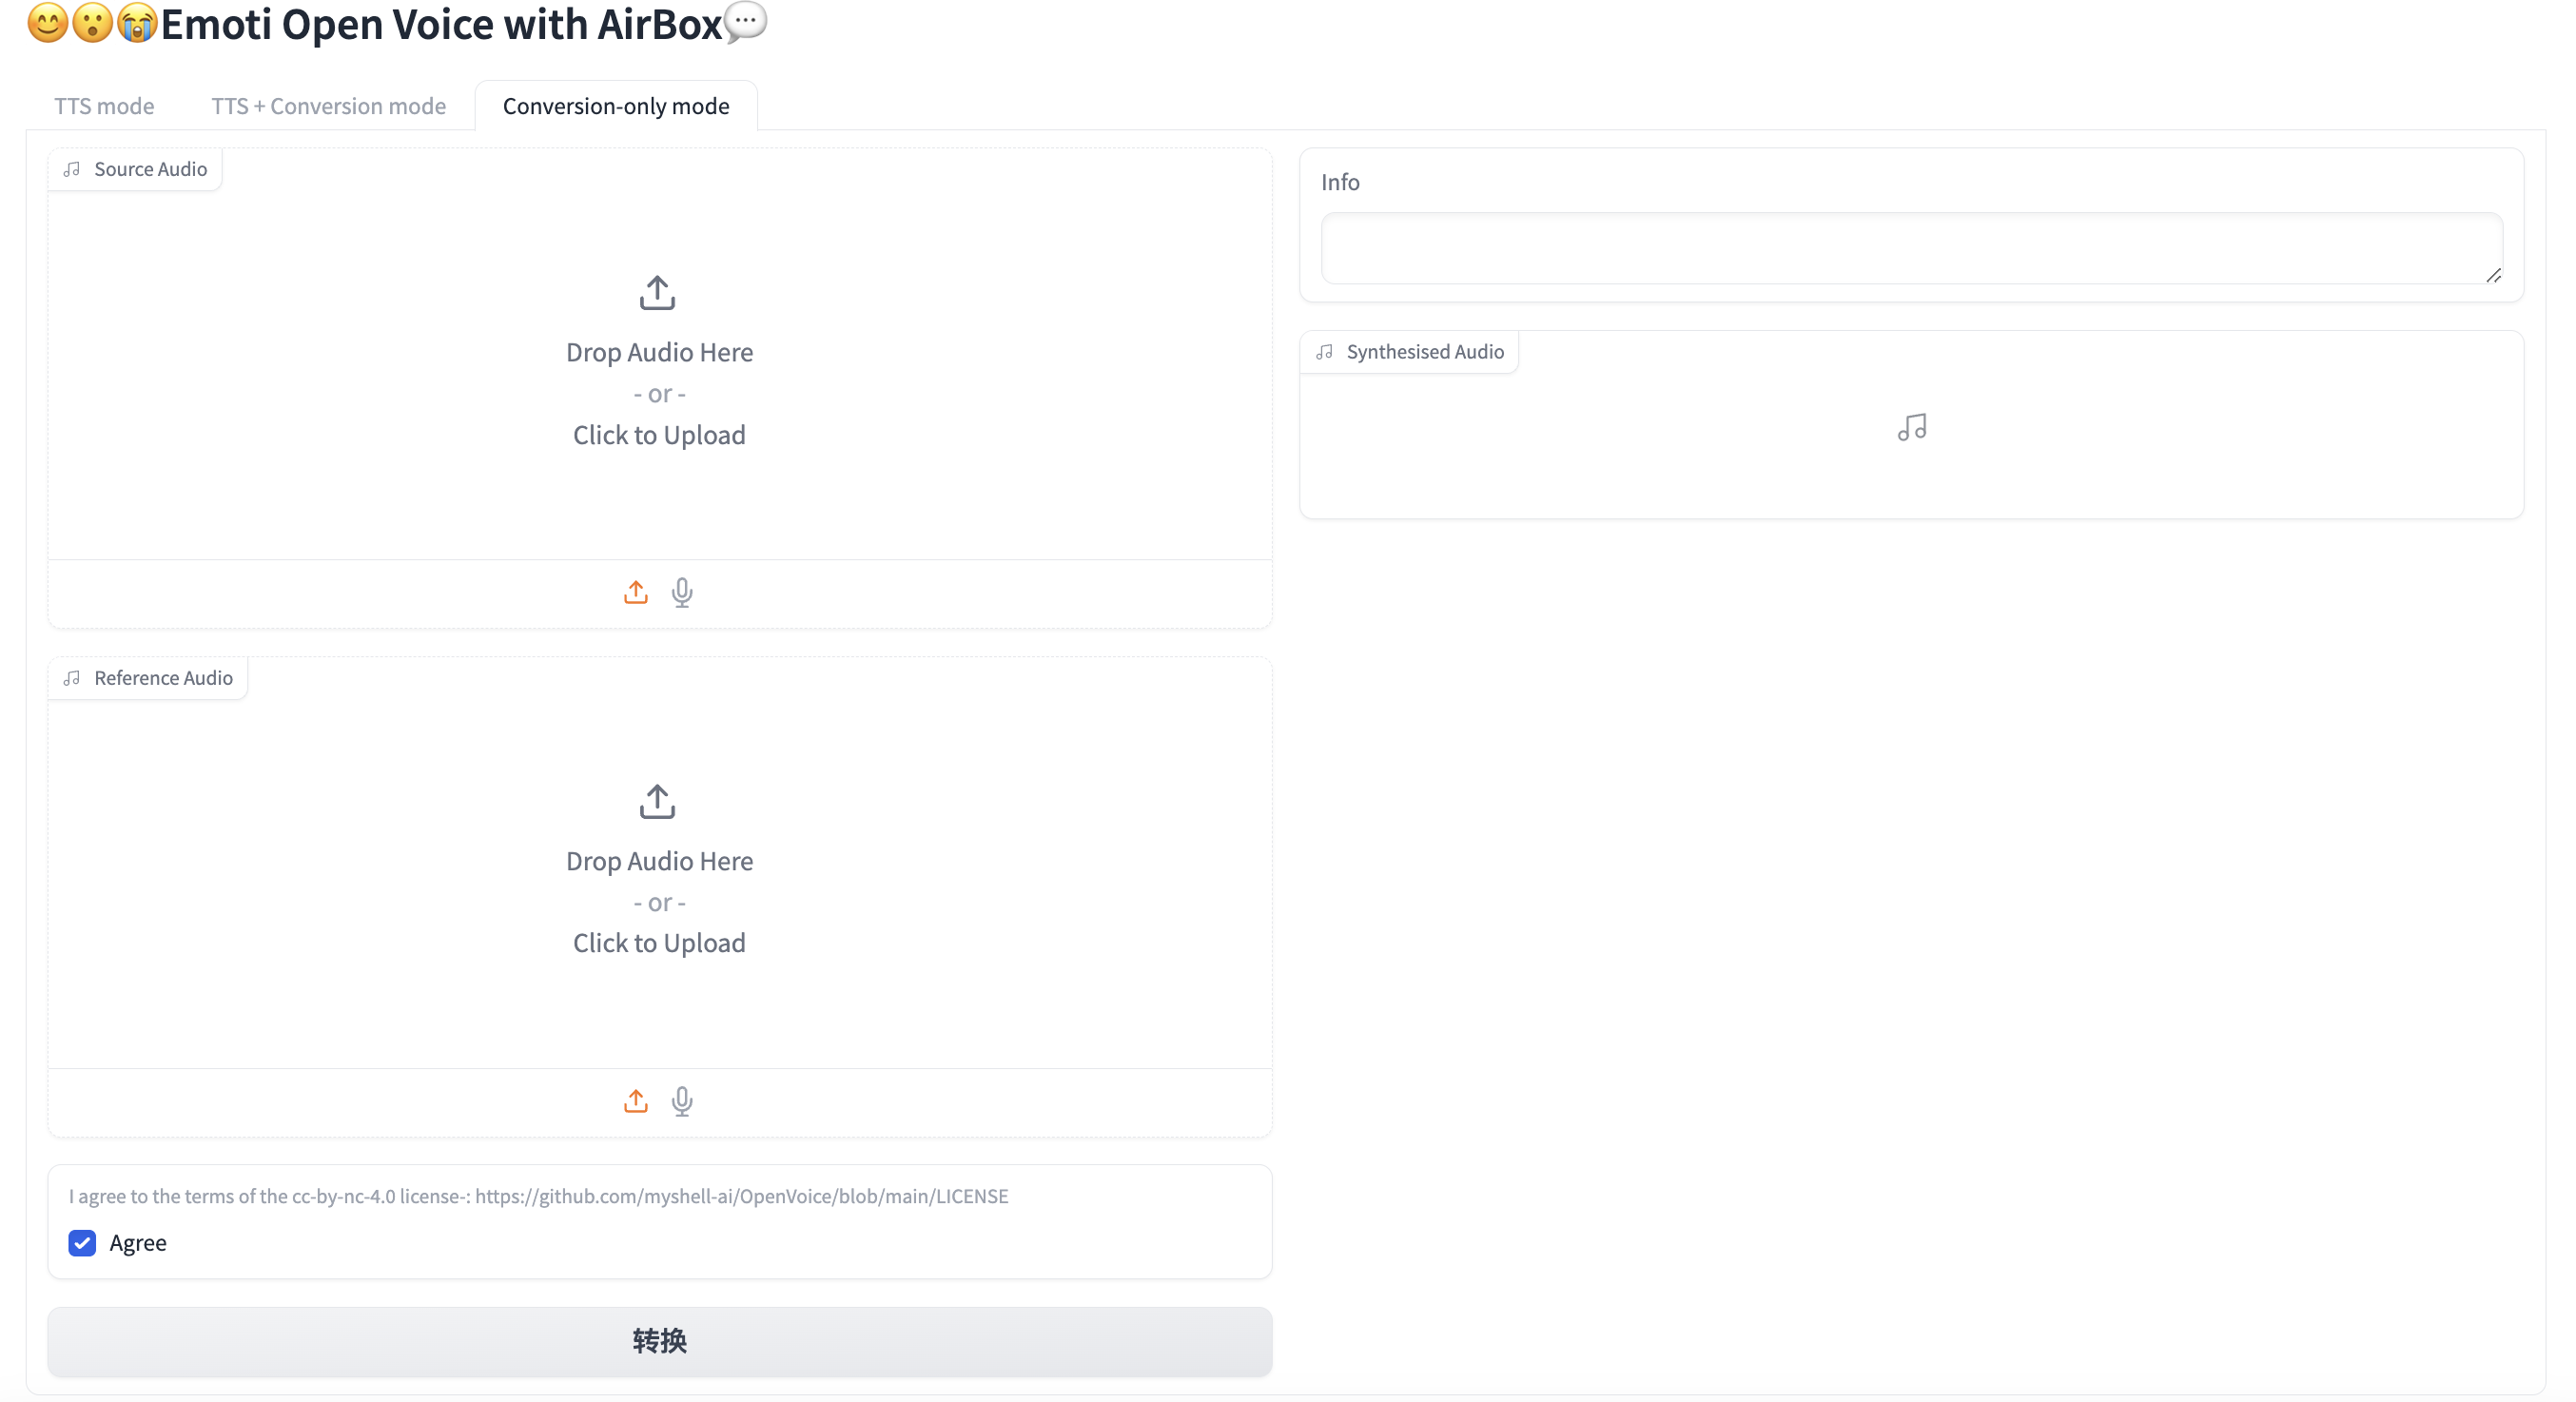 😊😮😭Emoti Open Voice with AirBox💬
TTS mode
TTS + Conversion mode
Conversion-only mode
Source Audio
Drop Audio Here
- or -
Click to Upload
Reference Audio
Drop Audio Here
- or -
Click to Upload
I agree to the terms of the cc-by-nc-4.0 license-: https://github.com/myshell-ai/OpenVoice/blob/main/LICENSE
Agree
转换
Info
Synthesised Audio